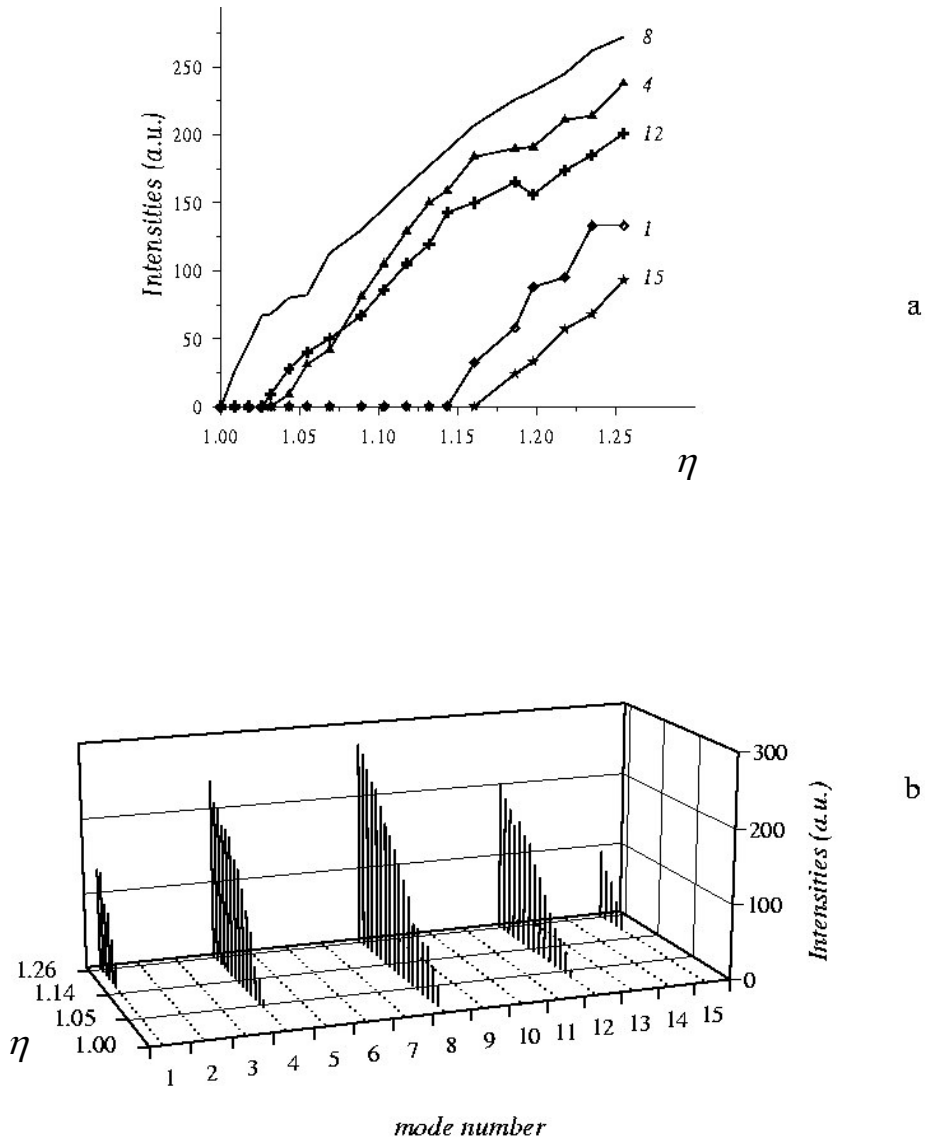 8
250
4
200
12
Intensities (a.u.)
150
1
100
15
a
50
0
1.00 1.05 1.10 1.15 1.20 1.25
η
300
b
200
Intensities (a.u.)
100
0
1.26
1.14
1.05
1.00
η
1 2 3 4 5 6 7 8 9 10 11 12 13 14 15
mode number